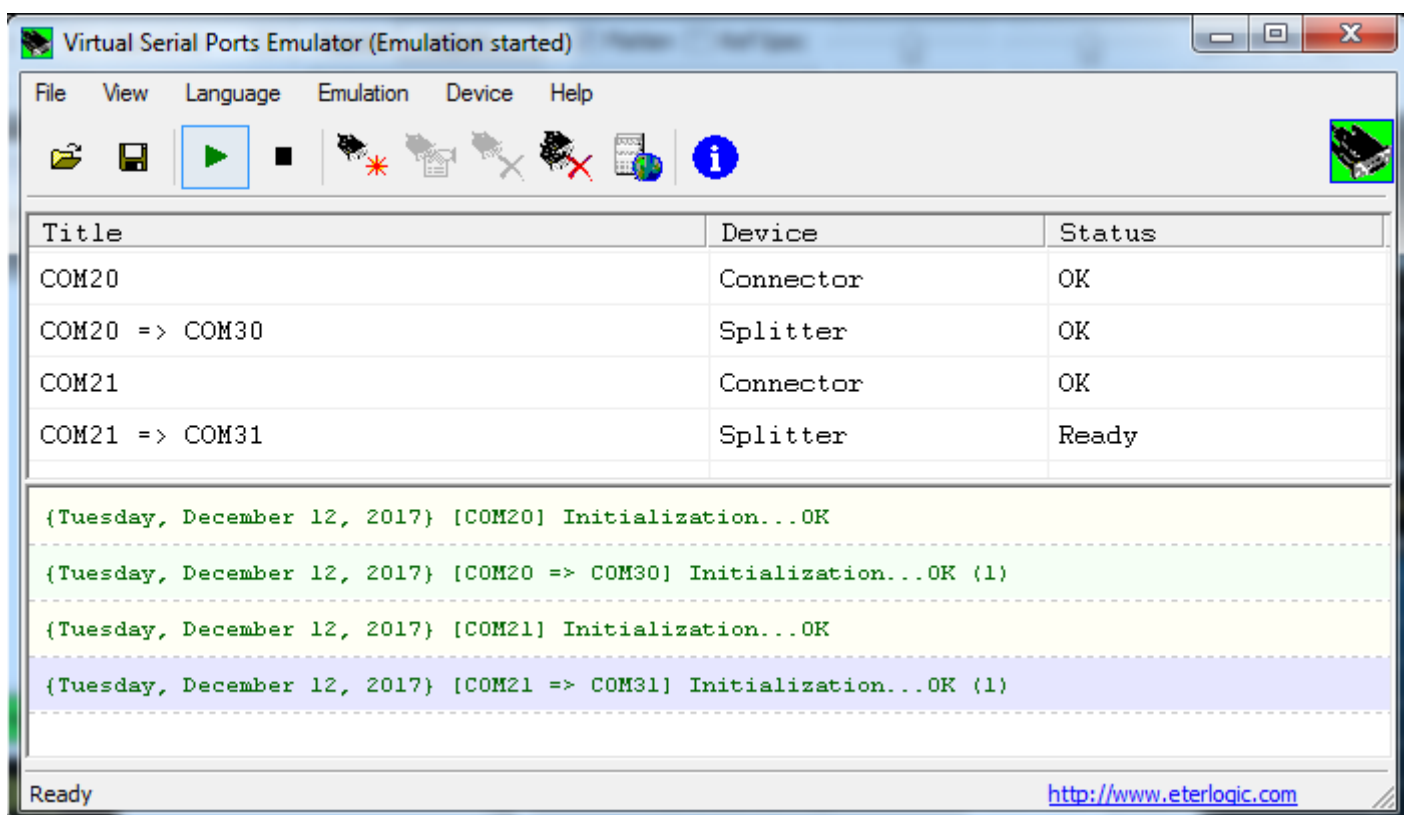 Virtual Serial Ports Emulator (Emulation started)
File View Language Emulation Device Help
Title Device Status
COM20 Connector OK
COM20 => COM30 Splitter OK
COM21 Connector OK
COM21 => COM31 Splitter Ready
{Tuesday, December 12, 2017} [COM20] Initialization...OK
{Tuesday, December 12, 2017} [COM20 => COM30] Initialization...OK (1)
{Tuesday, December 12, 2017} [COM21] Initialization...OK
{Tuesday, December 12, 2017} [COM21 => COM31] Initialization...OK (1)
Ready http://www.eterlogic.com